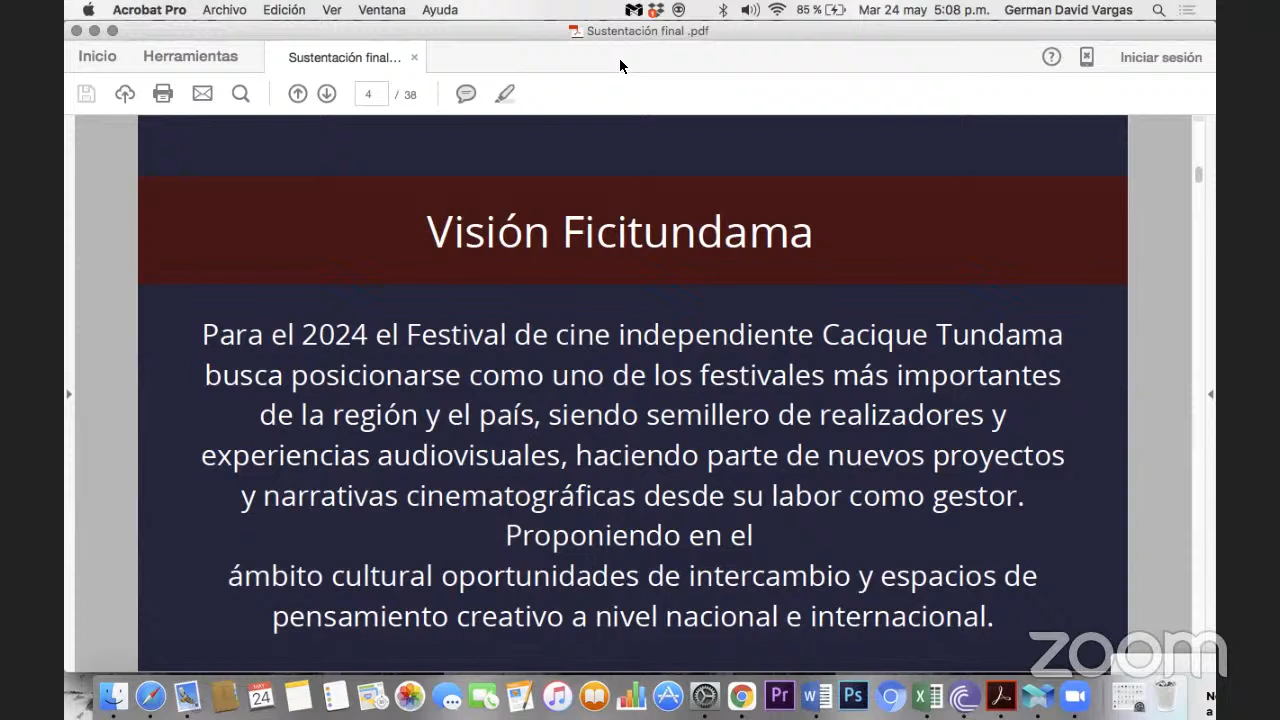 Acrobat Pro Archivo Edición Ver Ventana Ayuda 85 % Mar 24 may 5:08 p.m. German David Vargas
Sustentación final .pdf
Inicio Herramientas Sustentación final... × ? Iniciar sesión
4 / 38
Visión Ficitundama
Para el 2024 el Festival de cine independiente Cacique Tundama
busca posicionarse como uno de los festivales más importantes
de la región y el país, siendo semillero de realizadores y
experiencias audiovisuales, haciendo parte de nuevos proyectos
y narrativas cinematográficas desde su labor como gestor.
Proponiendo en el
ámbito cultural oportunidades de intercambio y espacios de
pensamiento creativo a nivel nacional e internacional.
zoom
MAY
24
Pr W Ps X